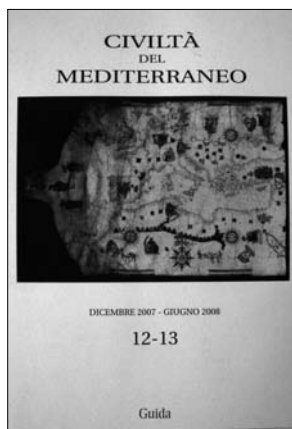 CIVILTÀ
DEL
MEDITERRANEO
DICEMBRE 2007 - GIUGNO 2008
12-13
Guida